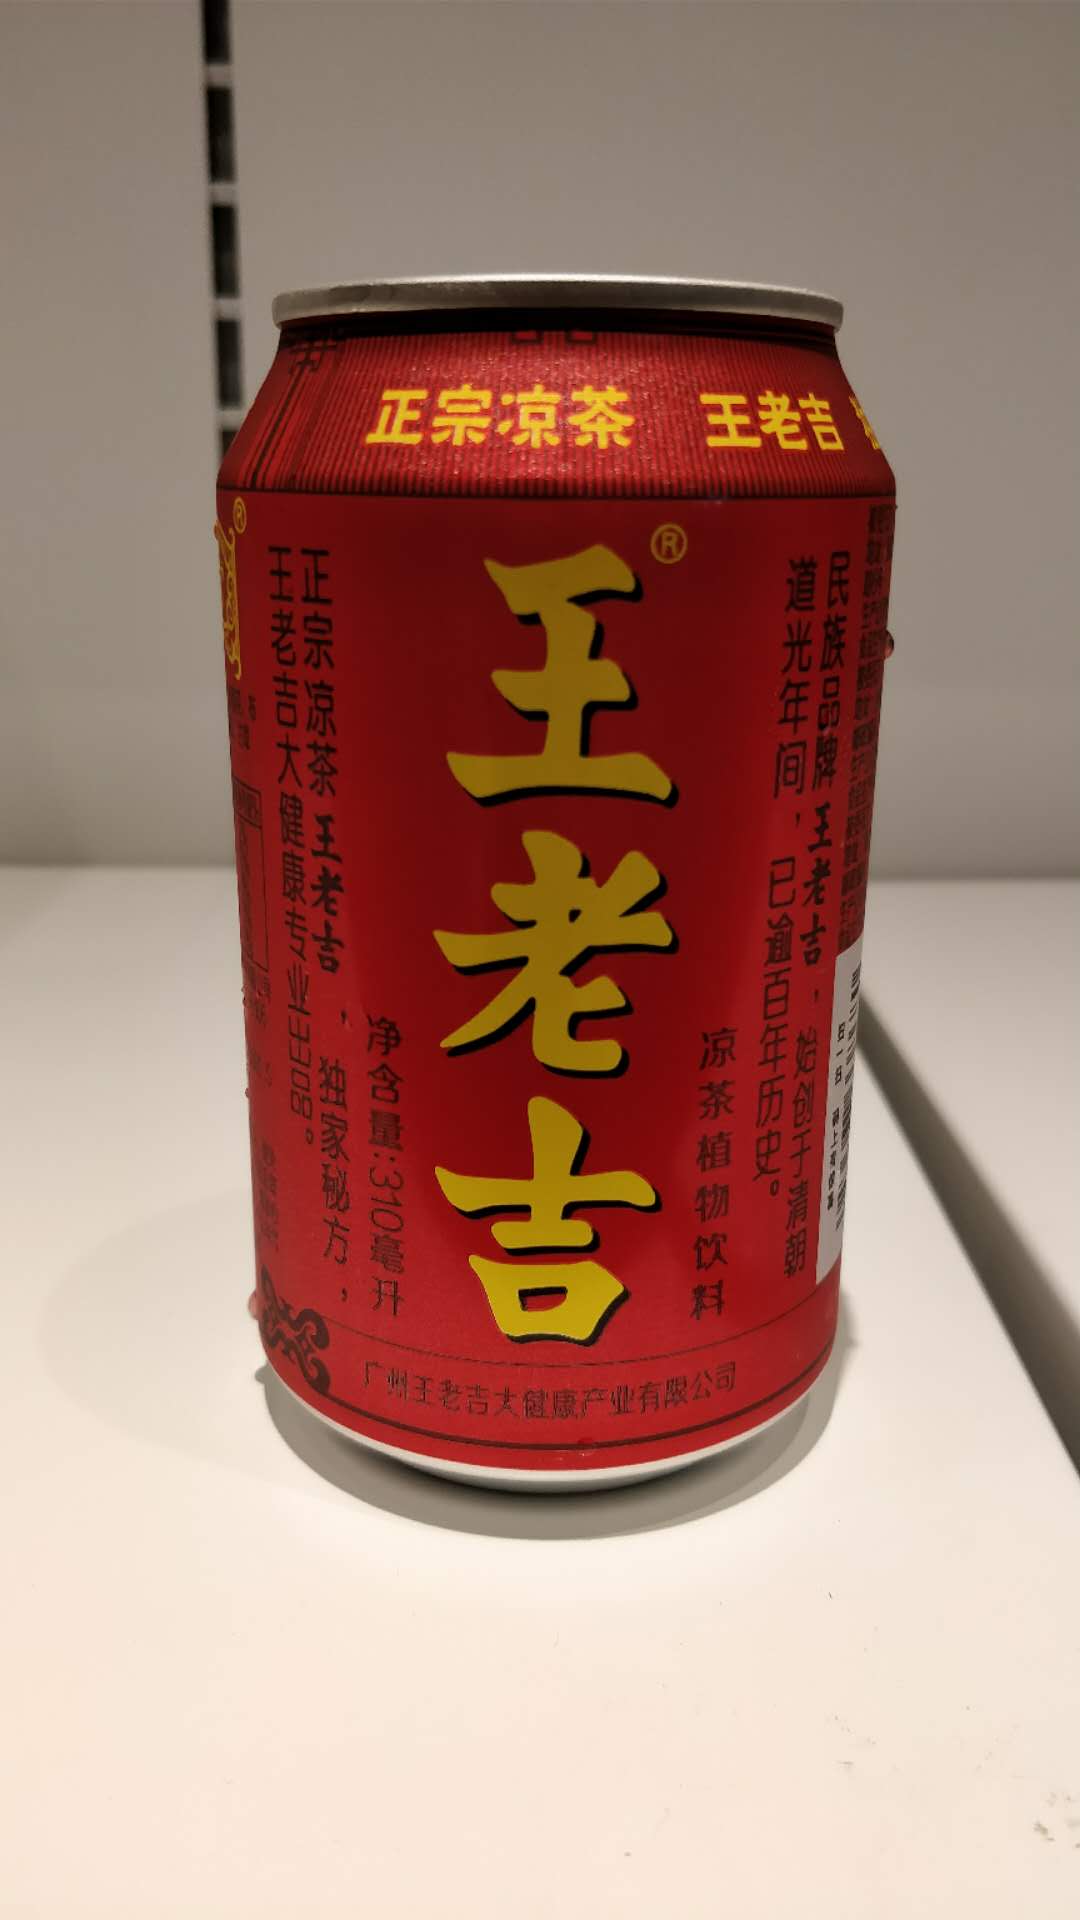 正宗凉茶 王老吉
王老吉®
民族品牌王老吉，始创于清朝
道光年间，已逾百年历史。
凉茶植物饮料
净含量:310毫升
正宗凉茶王老吉，独家秘方，
王老吉大健康专业出品。
广州王老吉大健康产业有限公司